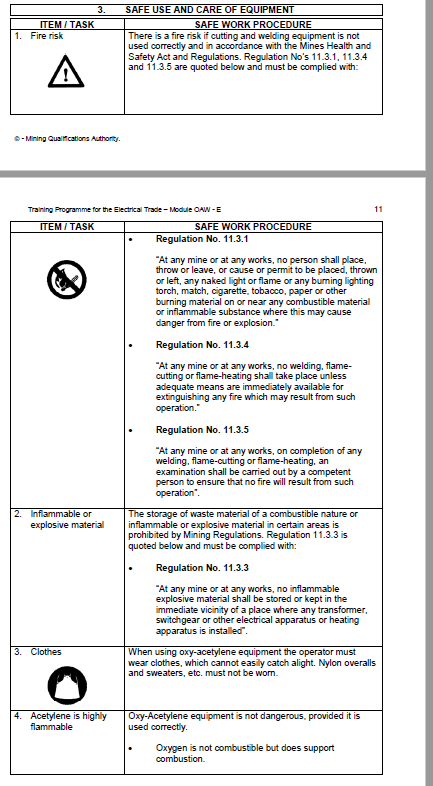 3. SAFE USE AND CARE OF EQUIPMENT
ITEM / TASK SAFE WORK PROCEDURE
1. Fire risk
There is a fire risk if cutting and welding equipment is not
used correctly and in accordance with the Mines Health and
Safety Act and Regulations. Regulation No's 11.3.1, 11.3.4
and 11.3.5 are quoted below and must be complied with:
© - Mining Qualifications Authority.
Training Programme for the Electrical Trade – Module OAW - E 11
ITEM / TASK SAFE WORK PROCEDURE
• Regulation No. 11.3.1
"At any mine or at any works, no person shall place,
throw or leave, or cause or permit to be placed, thrown
or left, any naked light or flame or any burning lighting
torch, match, cigarette, tobacco, paper or other
burning material on or near any combustible material
or inflammable substance where this may cause
danger from fire or explosion."
• Regulation No. 11.3.4
"At any mine or at any works, no welding, flame-
cutting or flame-heating shall take place unless
adequate means are immediately available for
extinguishing any fire which may result from such
operation."
• Regulation No. 11.3.5
"At any mine or at any works, on completion of any
welding, flame-cutting or flame-heating, an
examination shall be carried out by a competent
person to ensure that no fire will result from such
operation".
2. Inflammable or
explosive material
The storage of waste material of a combustible nature or
inflammable or explosive material in certain areas is
prohibited by Mining Regulations. Regulation 11.3.3 is
quoted below and must be complied with:
• Regulation No. 11.3.3
"At any mine or at any works, no inflammable
explosive material shall be stored or kept in the
immediate vicinity of a place where any transformer,
switchgear or other electrical apparatus or heating
apparatus is installed".
3. Clothes
When using oxy-acetylene equipment the operator must
wear clothes, which cannot easily catch alight. Nylon overalls
and sweaters, etc. must not be worn.
4. Acetylene is highly
flammable
Oxy-Acetylene equipment is not dangerous, provided it is
used correctly.
• Oxygen is not combustible but does support
combustion.